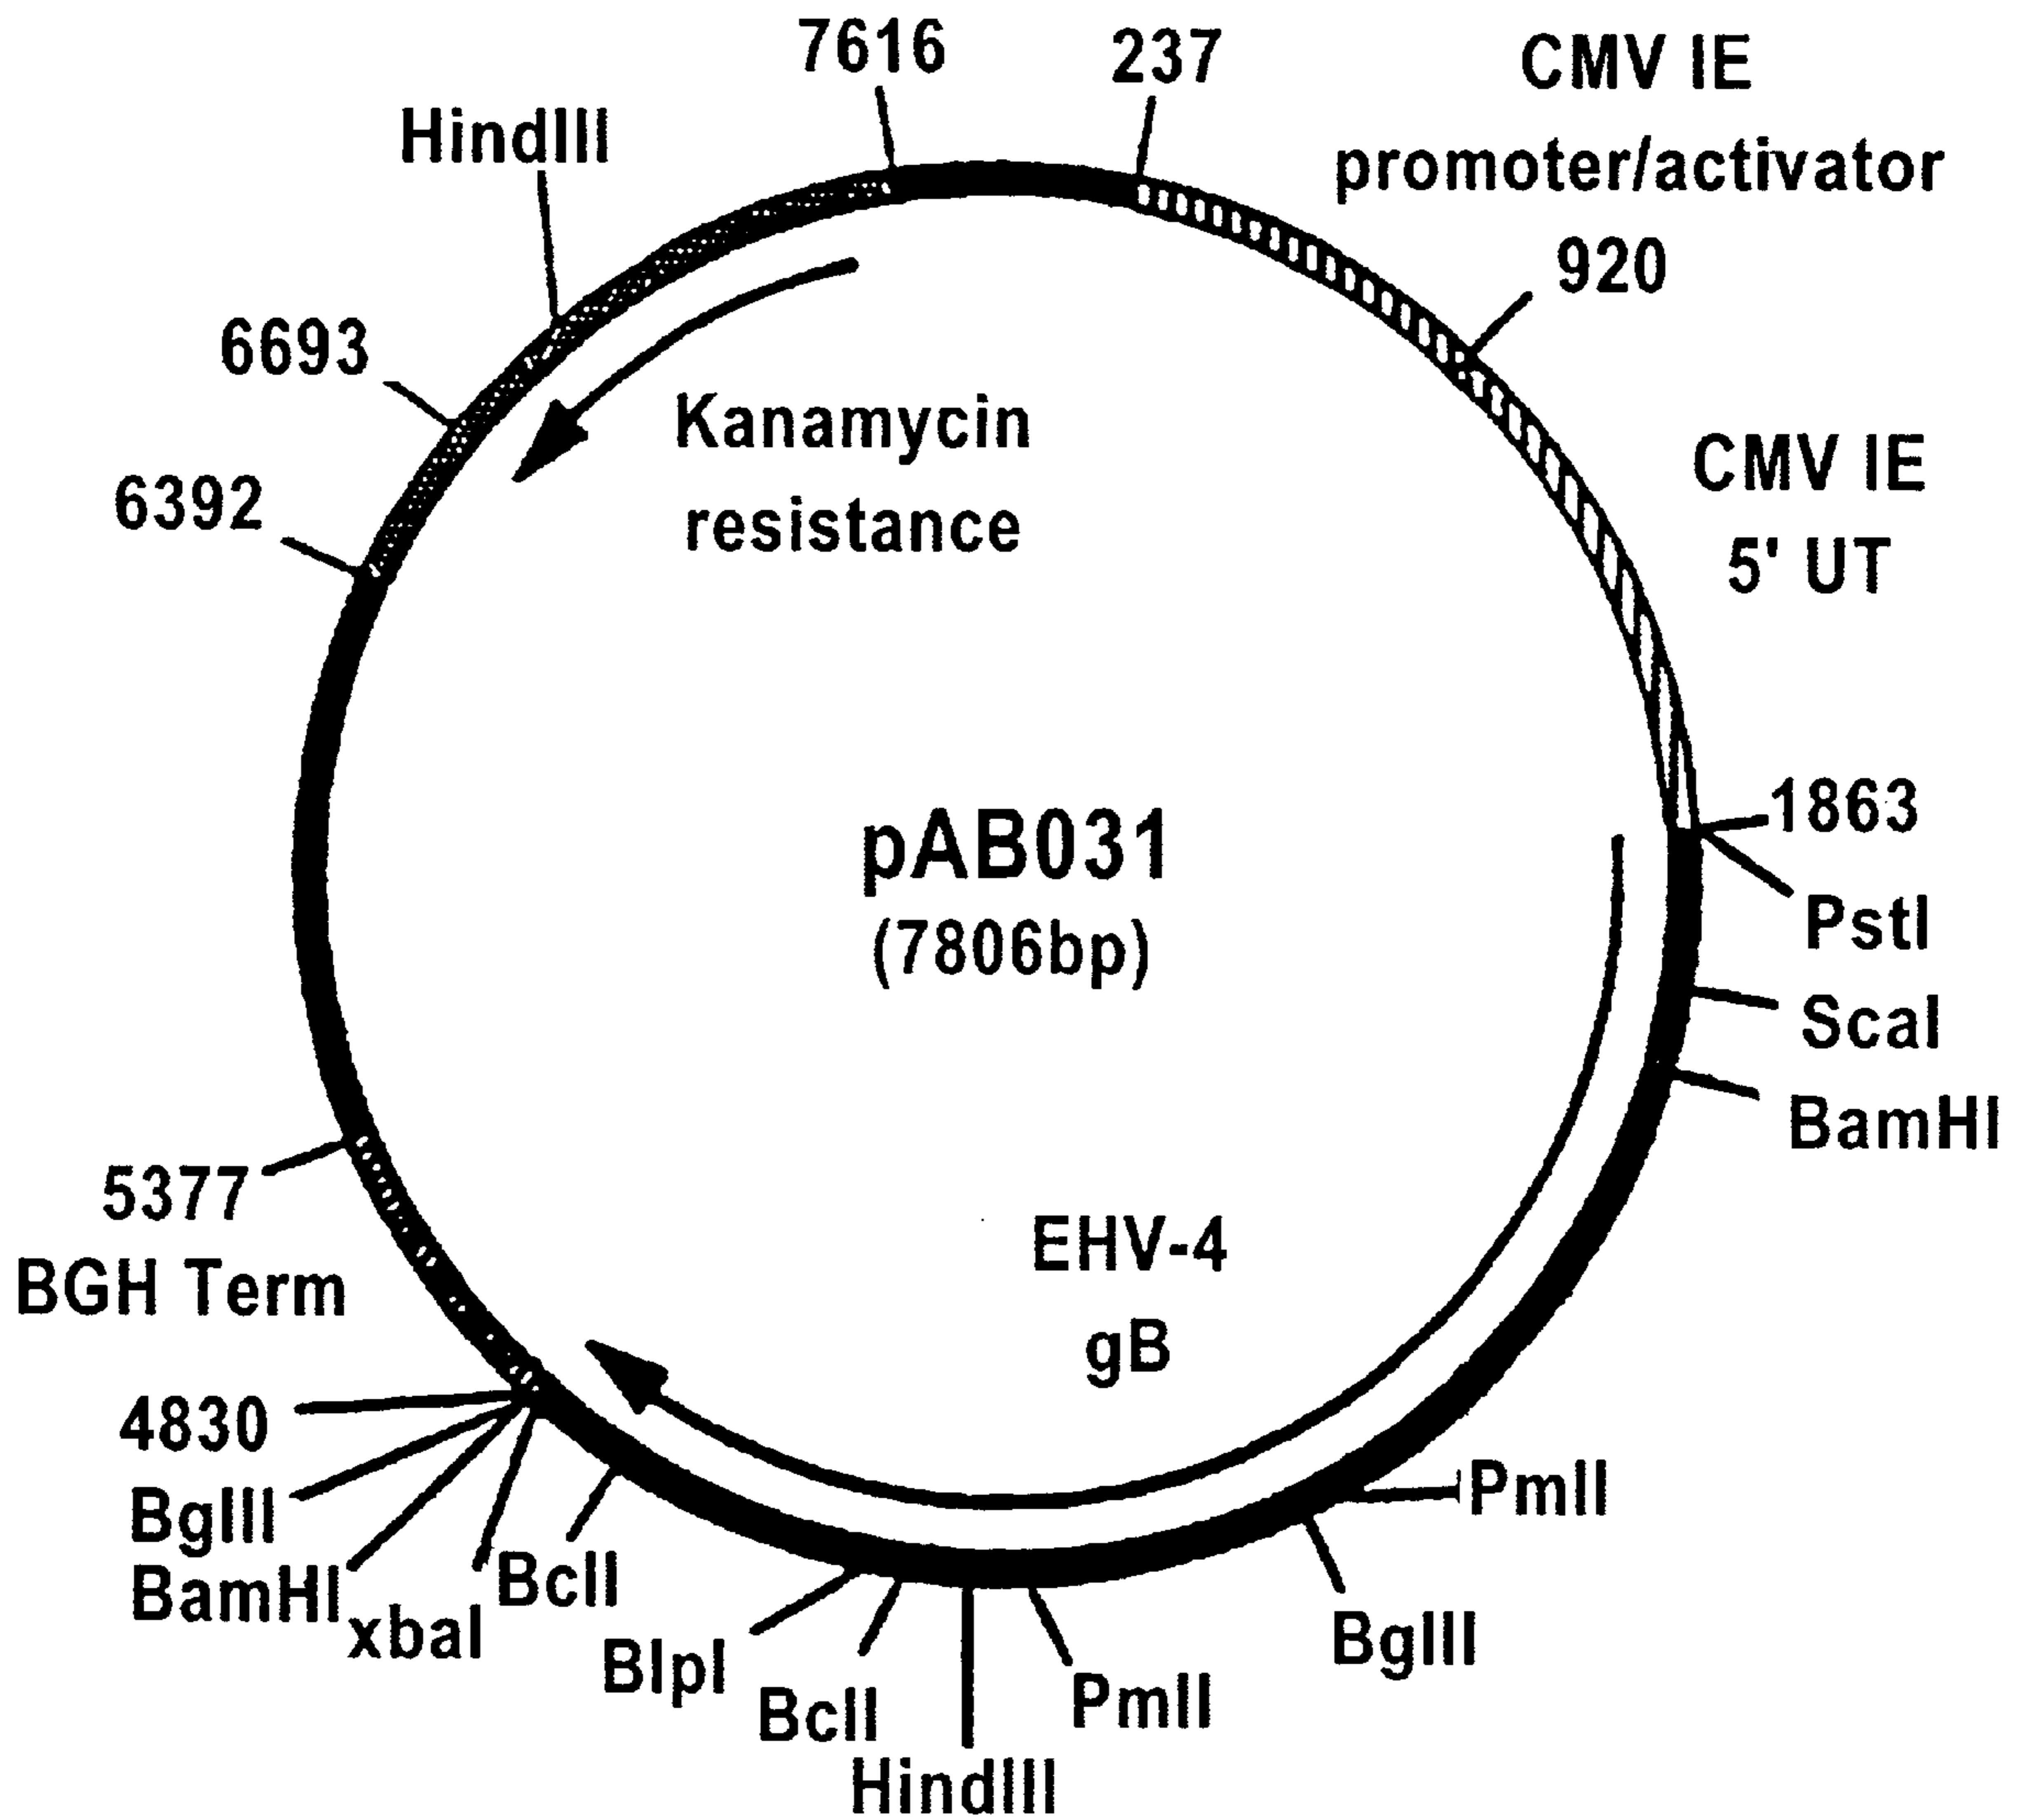 7616
237
CMV IE
promoter/activator
920
HindIII
6693
6392
Kanamycin
resistance
CMV IE
5' UT
pAB031
(7806bp)
1863
PstI
ScaI
BamHI
EHV-4
gB
5377
BGH Term
4830
BglII
BamHI
xbaI
BclI
BlpI
BclI
HindIII
PmlI
BglII
PmlI